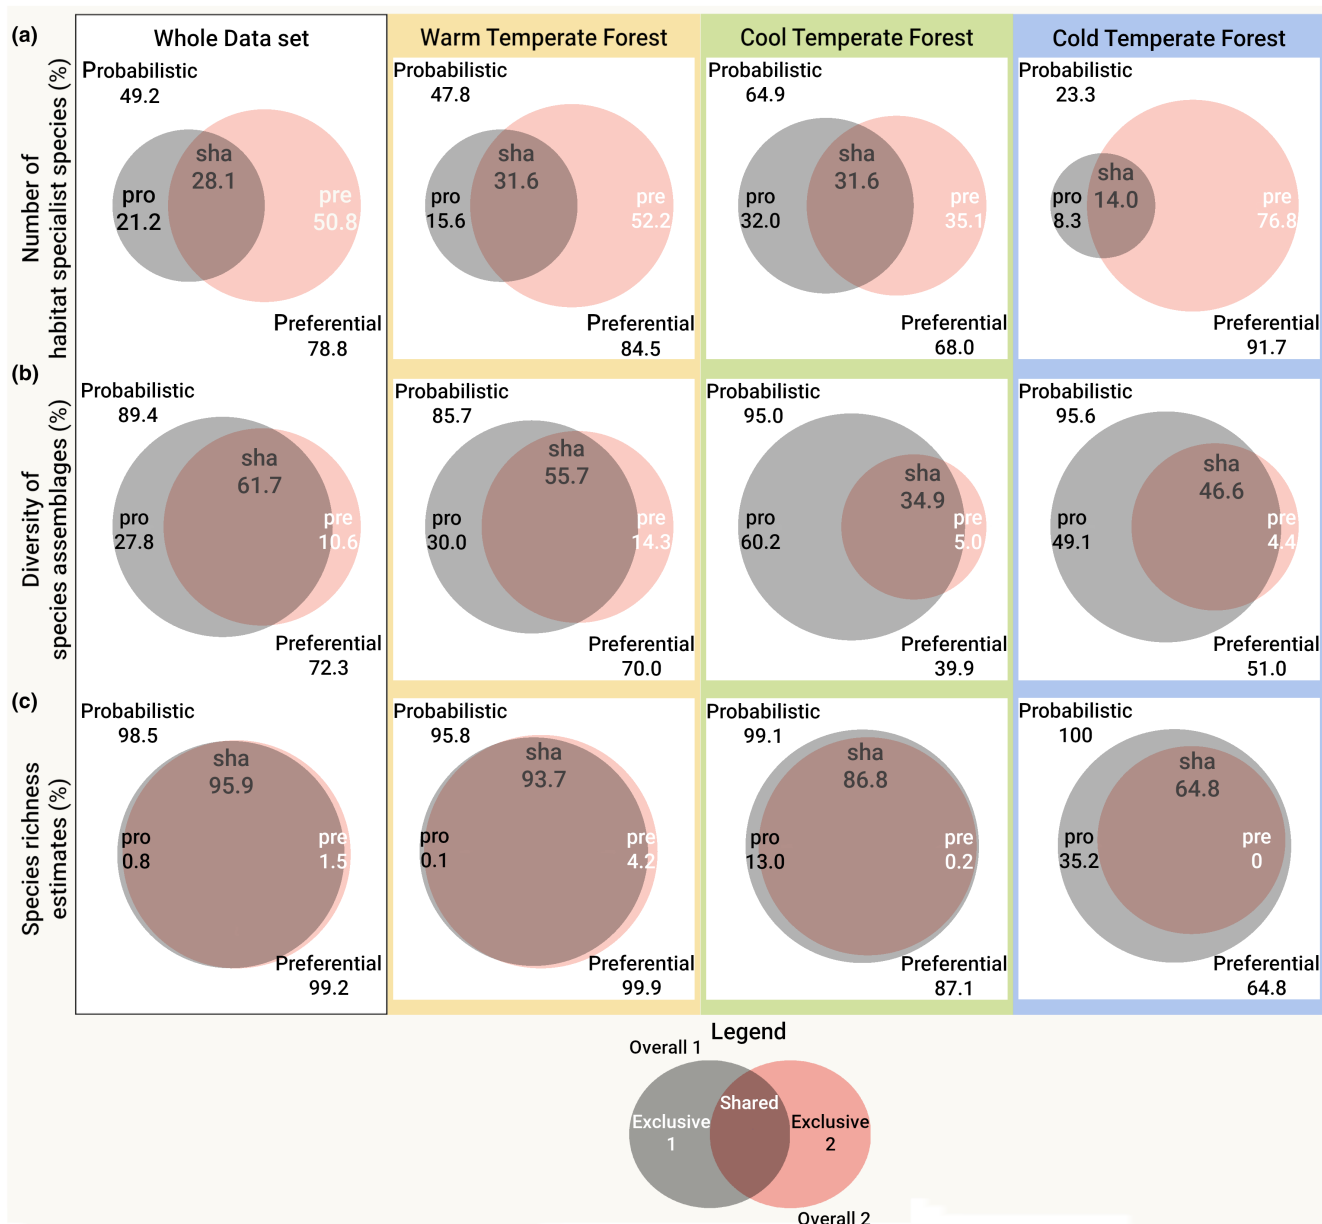 (a)
Whole Data set
Warm Temperate Forest
Cool Temperate Forest
Cold Temperate Forest
Number of
habitat specialist species (%)
Probabilistic
49.2
sha
28.1
pro
21.2
pre
50.8
Preferential
78.8
Probabilistic
47.8
sha
31.6
pro
15.6
pre
52.2
Preferential
84.5
Probabilistic
64.9
sha
31.6
pro
32.0
pre
35.1
Preferential
68.0
Probabilistic
23.3
sha
14.0
pro
8.3
pre
76.8
Preferential
91.7
(b)
Diversity of
species assemblages (%)
Probabilistic
89.4
sha
61.7
pro
27.8
pre
10.6
Preferential
72.3
Probabilistic
85.7
sha
55.7
pro
30.0
pre
14.3
Preferential
70.0
Probabilistic
95.0
sha
34.9
pro
60.2
pre
5.0
Preferential
39.9
Probabilistic
95.6
sha
46.6
pro
49.1
pre
4.4
Preferential
51.0
(c)
Species richness
estimates (%)
Probabilistic
98.5
sha
95.9
pro
0.8
pre
1.5
Preferential
99.2
Probabilistic
95.8
sha
93.7
pro
0.1
pre
4.2
Preferential
99.9
Probabilistic
99.1
sha
86.8
pro
13.0
pre
0.2
Preferential
87.1
Probabilistic
100
sha
64.8
pro
35.2
pre
0
Preferential
64.8
Legend
Overall 1
Shared
Exclusive
1
Exclusive
2
Overall 2